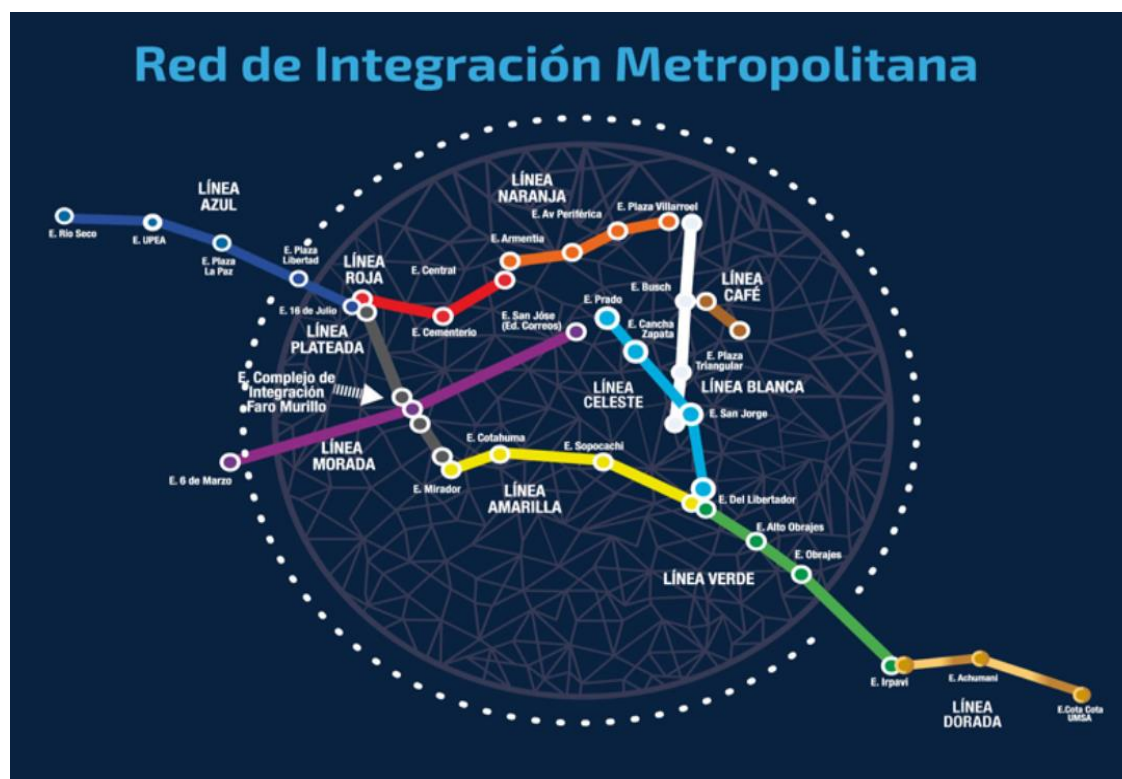 Red de Integración Metropolitana
LÍNEA
AZUL
E. Río Seco
E. UPEA
E. Plaza
La Paz
E. Plaza
Libertad
LÍNEA
ROJA
E. 16 de Julio
E. Central
E. Cementerio
LÍNEA
NARANJA
E. Armentia
E. Av Periférica
E. Plaza Villarroel
LÍNEA
PLATEADA
E. San Jóse
(Ed. Correos)
E. Prado
E. Cancha
Zapata
E. Busch
LÍNEA
CAFÉ
E. Plaza
Triangular
E. Complejo de
Integración
Faro Murillo
LÍNEA
CELESTE
LÍNEA BLANCA
E. San Jorge
LÍNEA
MORADA
E. 6 de Marzo
E. Mirador
E. Cotahuma
E. Sopocachi
LÍNEA
AMARILLA
E. Del Libertador
E. Alto Obrajes
E. Obrajes
LÍNEA VERDE
E. Irpavi
E. Achumani
E.Cota Cota
UMSA
LÍNEA
DORADA